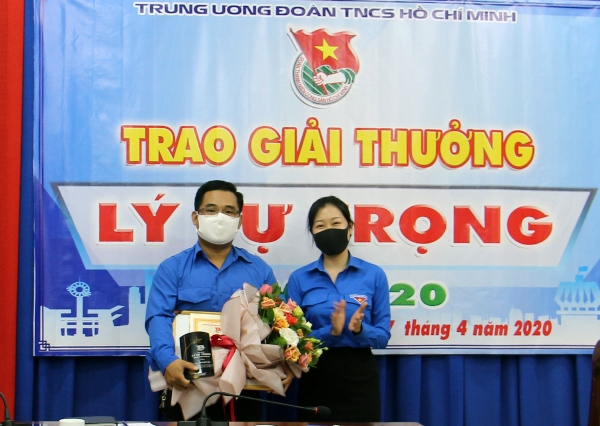 TRUNG ƯƠNG ĐOÀN TNCS HỒ CHÍ MINH
TRAO GIẢI THƯỞNG
LÝ TỰ TRỌNG
20
tháng 4 năm 2020